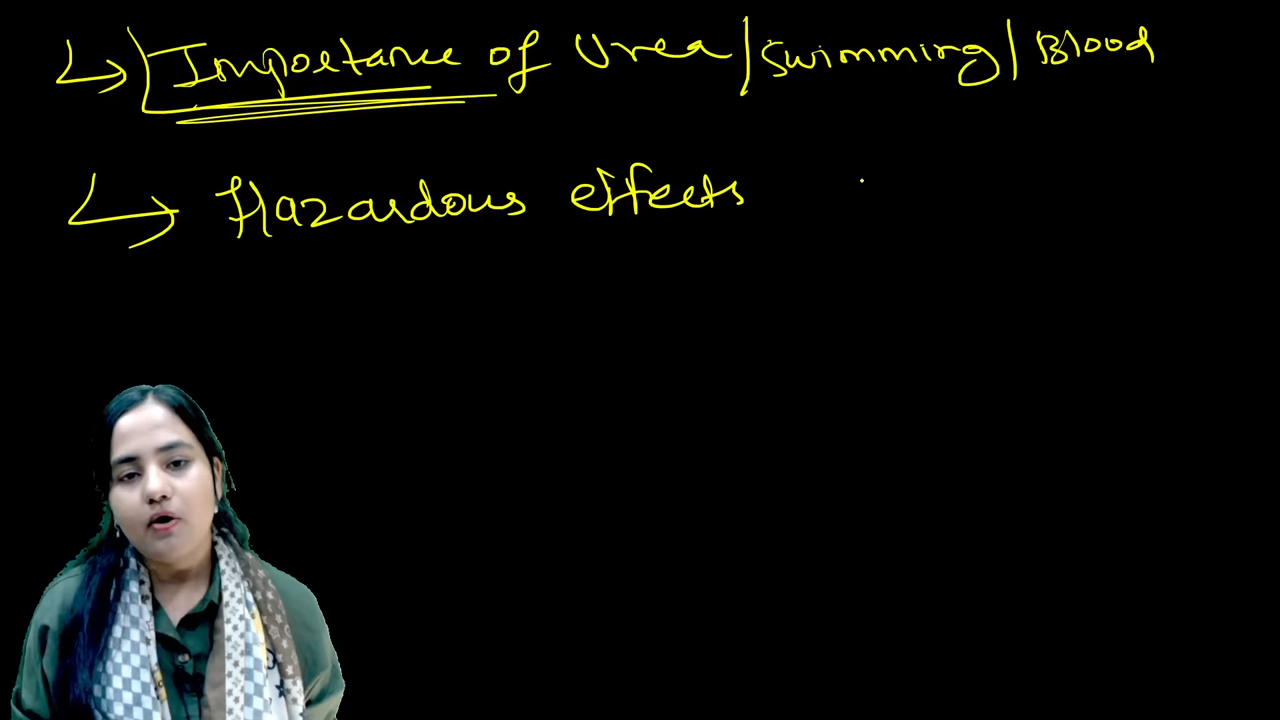 ↳ Importance of Urea/Swimming/Blood
↳ Hazardous effects